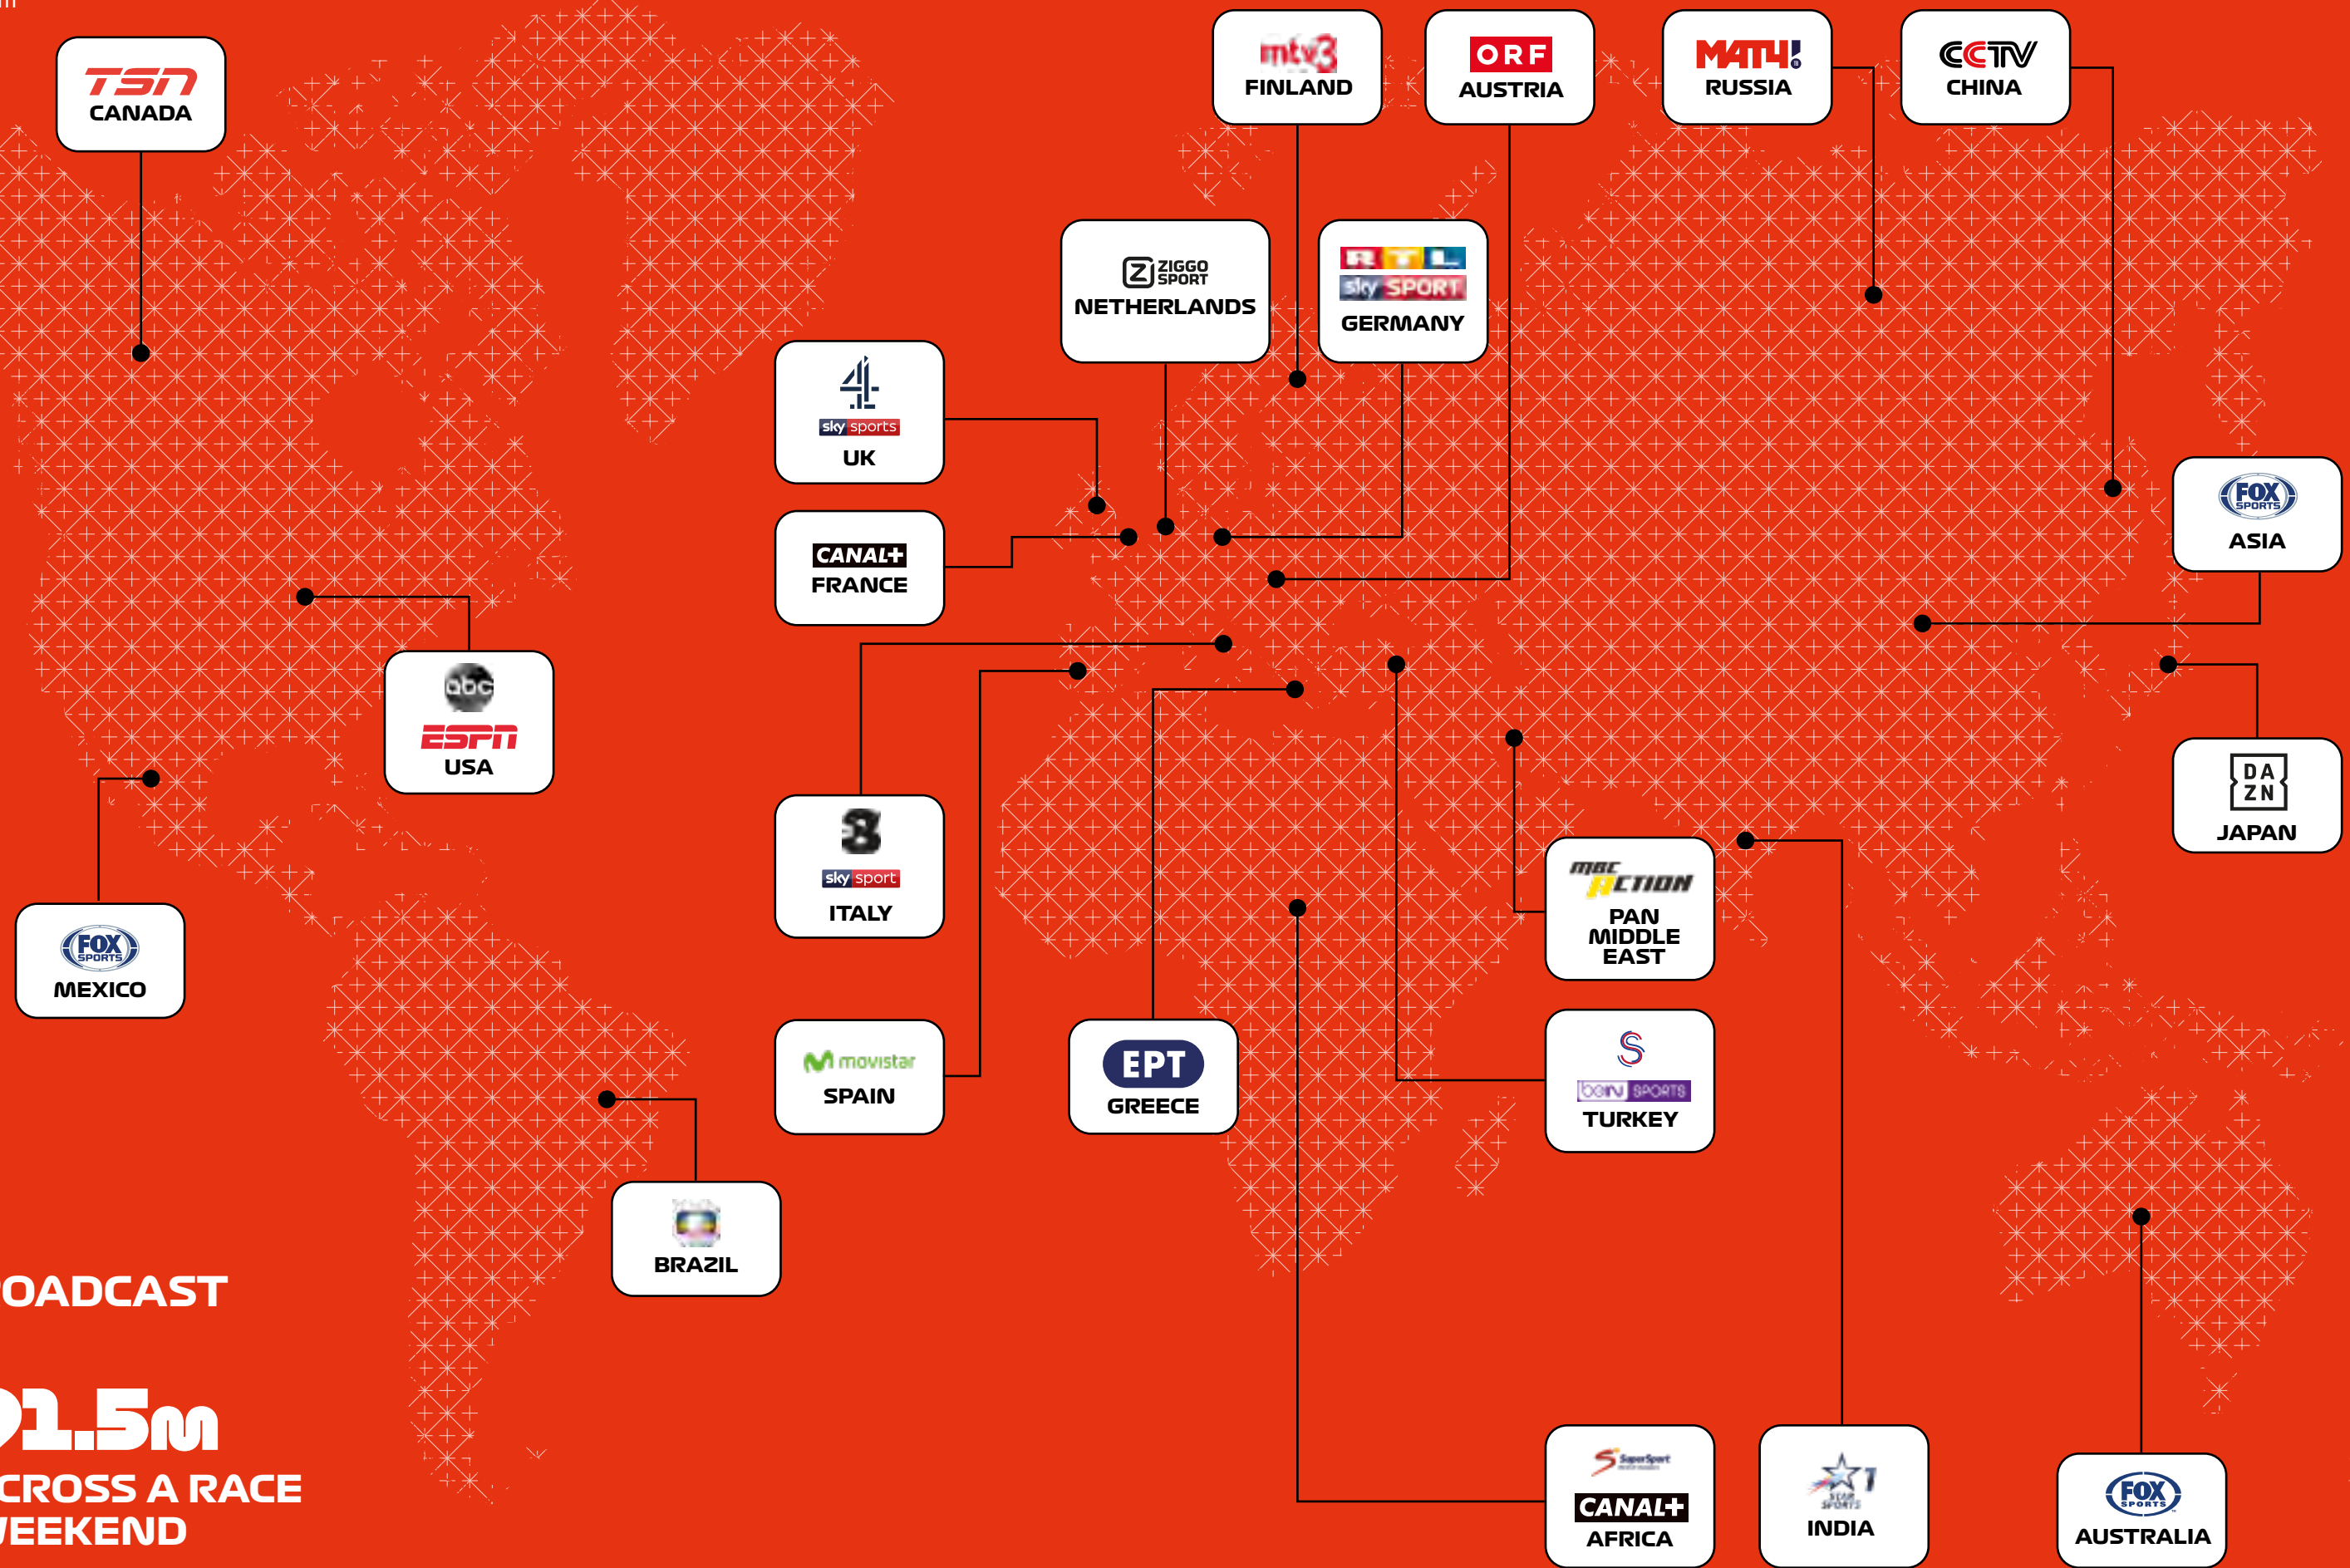 TSN
CANADA
mtv3
FINLAND
ORF
AUSTRIA
МАТЧ!
RUSSIA
CCTV
CHINA
ZIGGO
SPORT
NETHERLANDS
RTL
sky SPORT
GERMANY
4
sky sports
UK
CANAL+
FRANCE
FOX
SPORTS
ASIA
abc
ESPN
USA
DA
ZN
JAPAN
8
sky sport
ITALY
MBC
ACTION
PAN
MIDDLE
EAST
FOX
SPORTS
MEXICO
movistar
SPAIN
ΕΡΤ
GREECE
S
beIN SPORTS
TURKEY
BRAZIL
OADCAST
91.5M
CROSS A RACE
WEEKEND
SuperSport
CANAL+
AFRICA
1
STAR
SPORTS
INDIA
FOX
SPORTS
AUSTRALIA